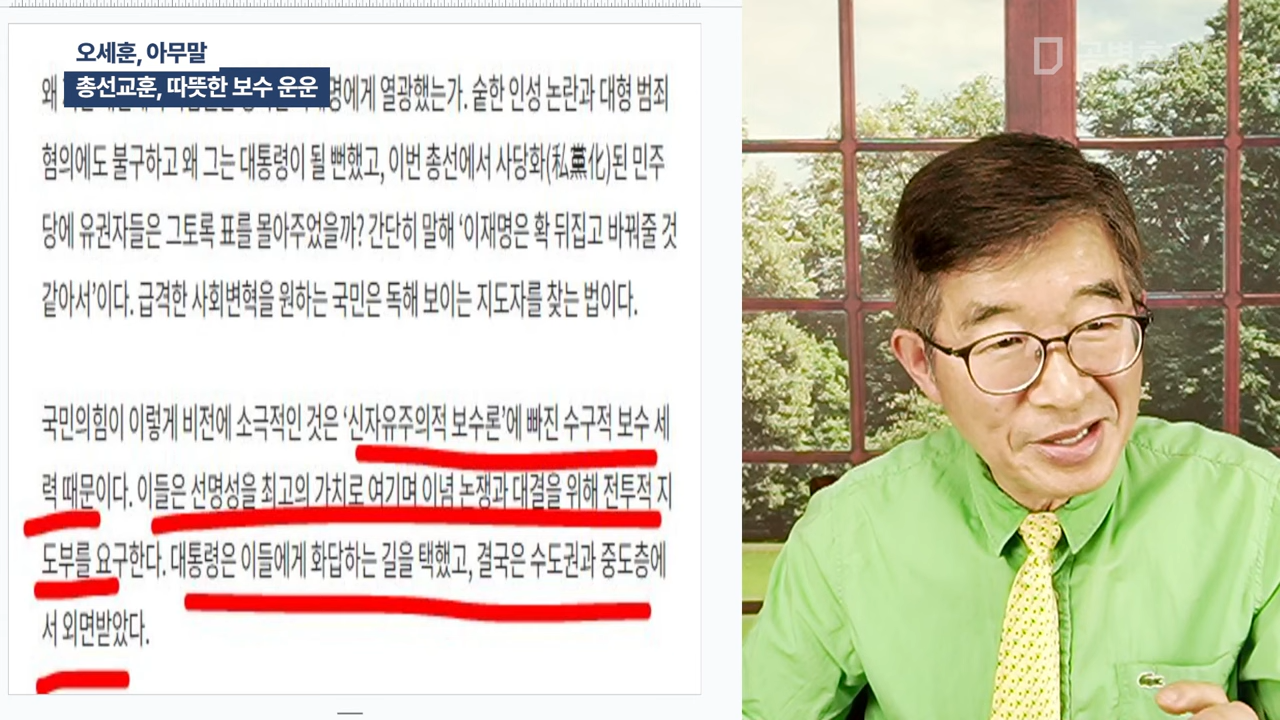 오세훈, 아무말
총선교훈, 따뜻한 보수 운운
왜
에게 열광했는가. 숱한 인성 논란과 대형 범죄
혐의에도 불구하고 왜 그는 대통령이 될 뻔했고, 이번 총선에서 사당화(私黨化)된 민주
당에 유권자들은 그토록 표를 몰아주었을까? 간단히 말해 ‘이재명은 확 뒤집고 바꿔줄 것
같아서’이다. 급격한 사회변혁을 원하는 국민은 독해 보이는 지도자를 찾는 법이다.
국민의힘이 이렇게 비전에 소극적인 것은 ‘신자유주의적 보수론’에 빠진 수구적 보수 세
력 때문이다. 이들은 선명성을 최고의 가치로 여기며 이념 논쟁과 대결을 위해 전투적 지
도부를 요구한다. 대통령은 이들에게 화답하는 길을 택했고, 결국은 수도권과 중도층에
서 외면받았다.